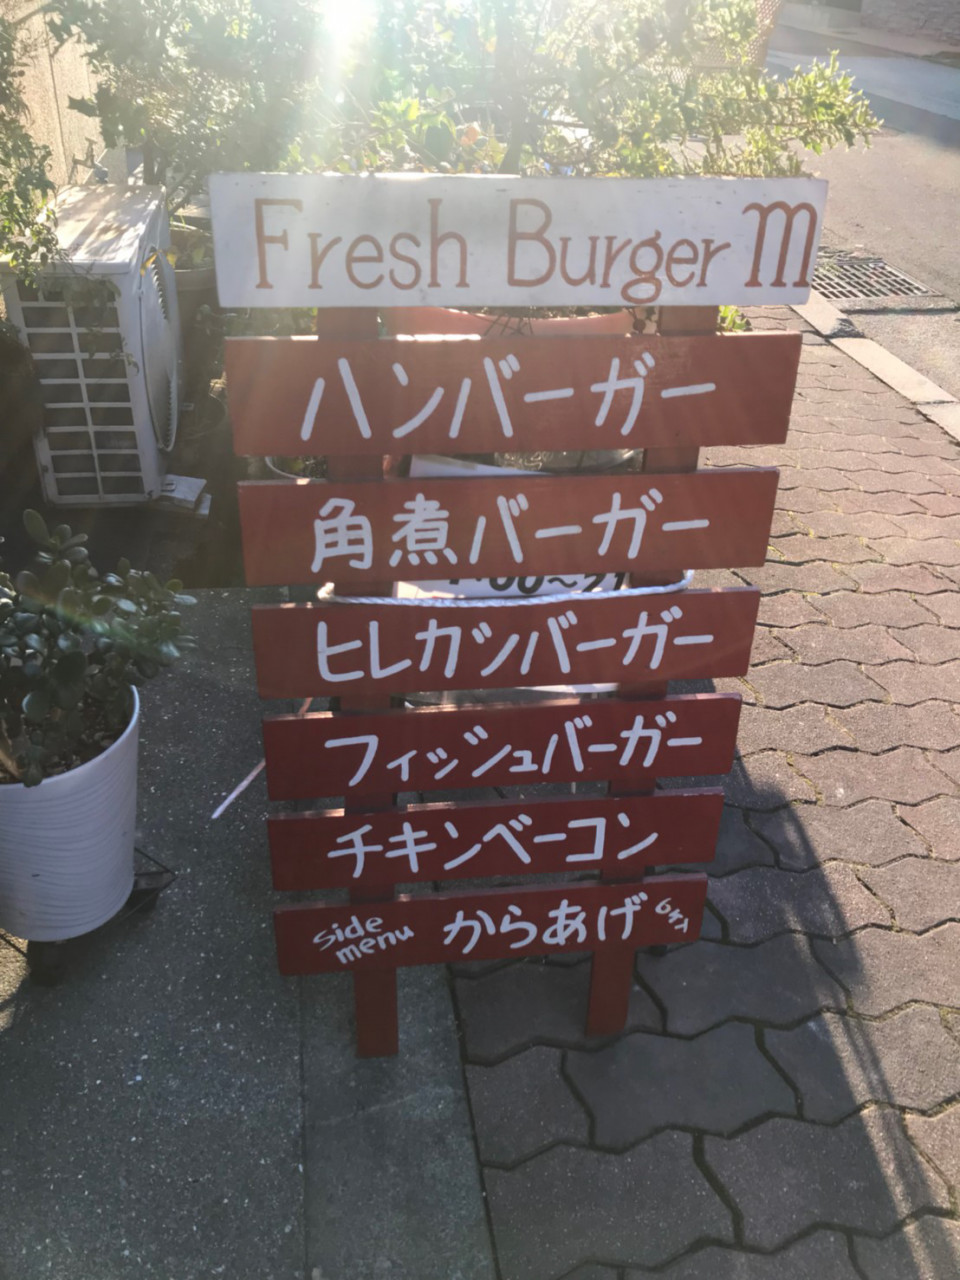 Fresh Burger M
ハンバーガー
角煮バーガー
ヒレカツバーガー
フィッシュバーガー
チキンベーコン
side menu からあげ 6ケ入